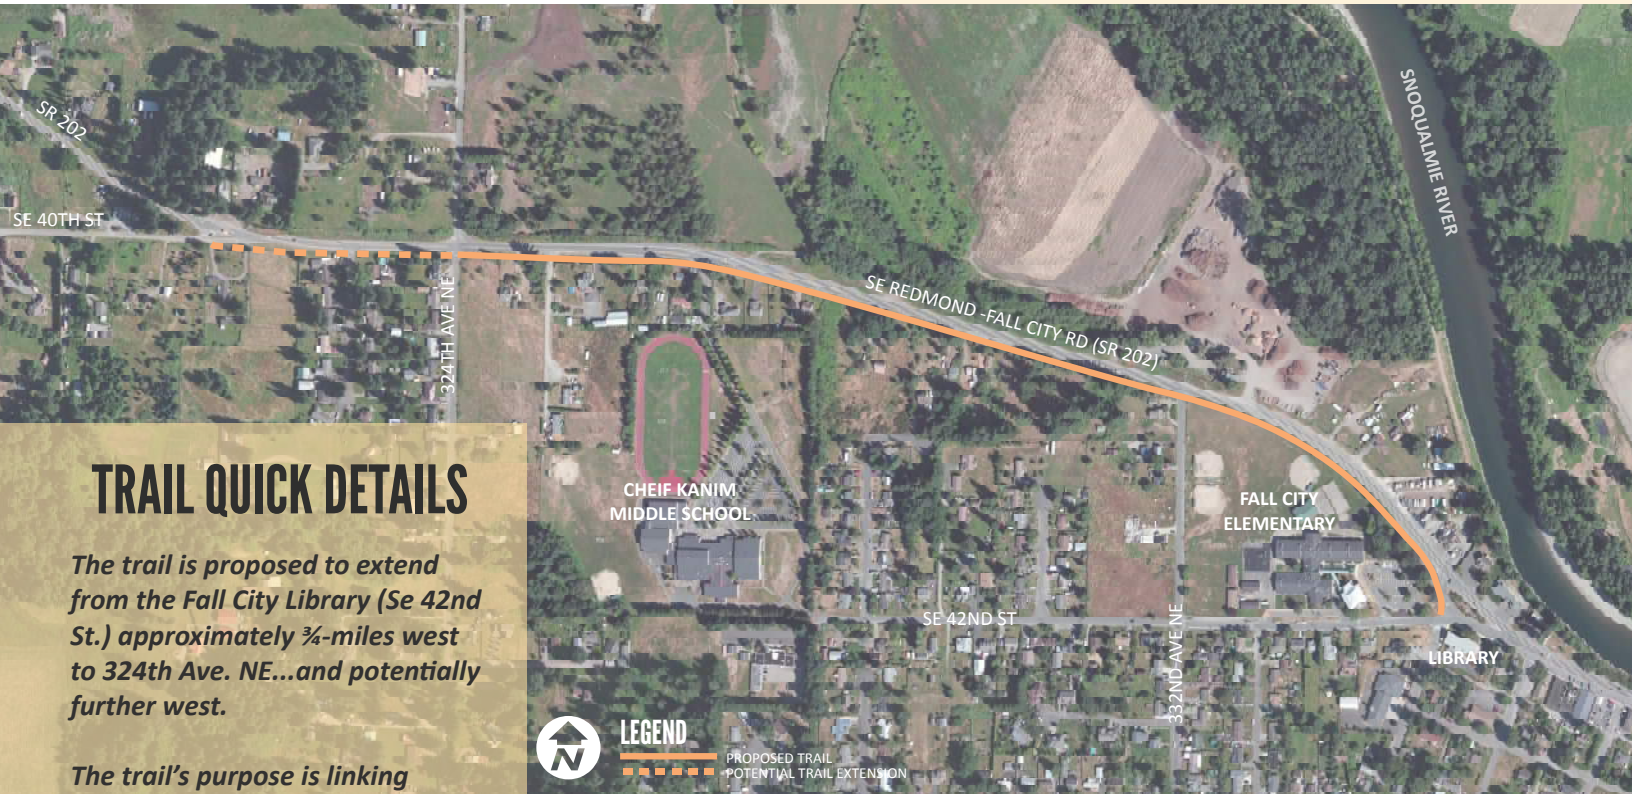 SR 202
SE 40TH ST
324TH AVE NE
SE REDMOND -FALL CITY RD (SR 202)
SNOQUALMIE RIVER
CHEIF KANIM
MIDDLE SCHOOL
FALL CITY
ELEMENTARY
SE 42ND ST
332ND AVE NE
LIBRARY
TRAIL QUICK DETAILS
The trail is proposed to extend
from the Fall City Library (Se 42nd
St.) approximately ¾-miles west
to 324th Ave. NE...and potentially
further west.
The trail's purpose is linking
N
LEGEND
PROPOSED TRAIL
POTENTIAL TRAIL EXTENSION